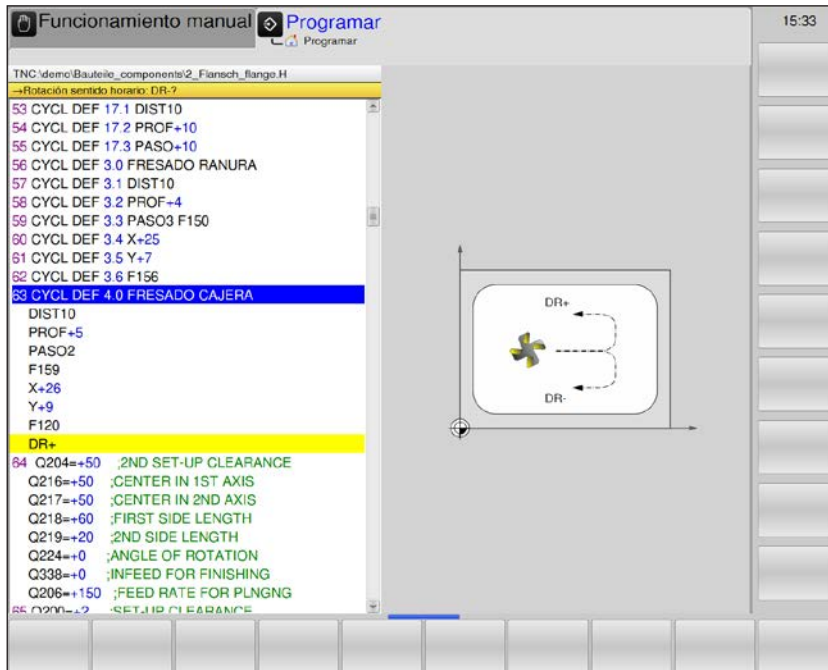 Funcionamiento manual
Programar
15:33
Programar
TNC:\demo\Bauteile_components\2_Flansch_flange.H
→Rotación sentido horario: DR-?
53 CYCL DEF 17.1 DIST10
54 CYCL DEF 17.2 PROF+10
55 CYCL DEF 17.3 PASO+10
56 CYCL DEF 3.0 FRESADO RANURA
57 CYCL DEF 3.1 DIST10
58 CYCL DEF 3.2 PROF+4
59 CYCL DEF 3.3 PASO3 F150
60 CYCL DEF 3.4 X+25
61 CYCL DEF 3.5 Y+7
62 CYCL DEF 3.6 F156
63 CYCL DEF 4.0 FRESADO CAJERA
DIST10
PROF+5
PASO2
F159
X+26
Y+9
F120
DR+
64 Q204=+50 ;2ND SET-UP CLEARANCE
Q216=+50 ;CENTER IN 1ST AXIS
Q217=+50 ;CENTER IN 2ND AXIS
Q218=+60 ;FIRST SIDE LENGTH
Q219=+20 ;2ND SIDE LENGTH
Q224=+0 ;ANGLE OF ROTATION
Q338=+0 ;INFEED FOR FINISHING
Q206=+150 ;FEED RATE FOR PLNGNG
65 Q200=+2 ;SET-UP CLEARANCE
DR+
DR-